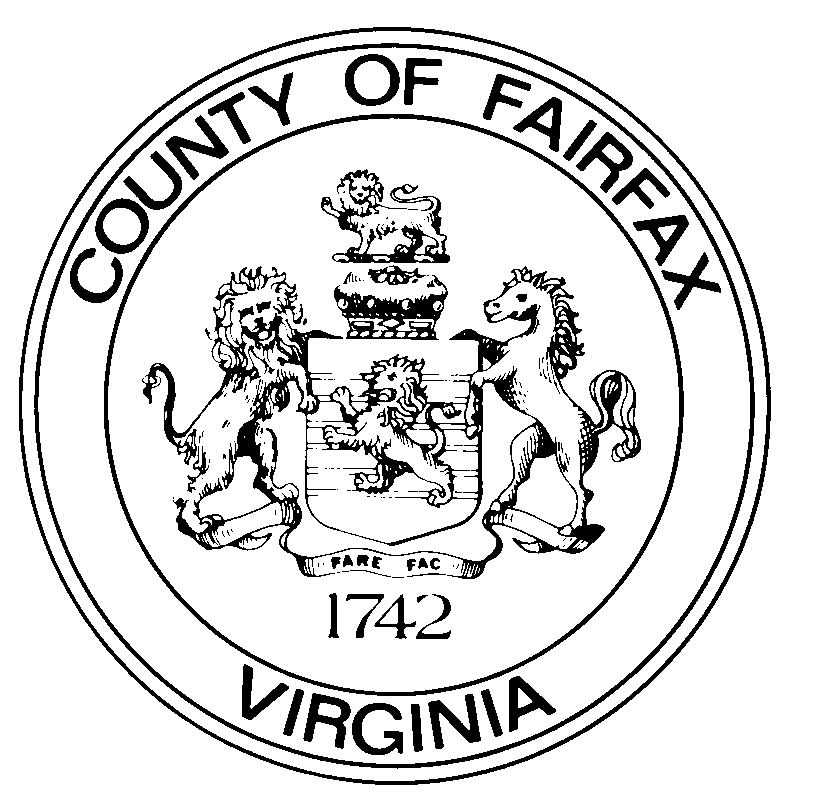 COUNTY OF FAIRFAX
FARE FAC
1742
VIRGINIA